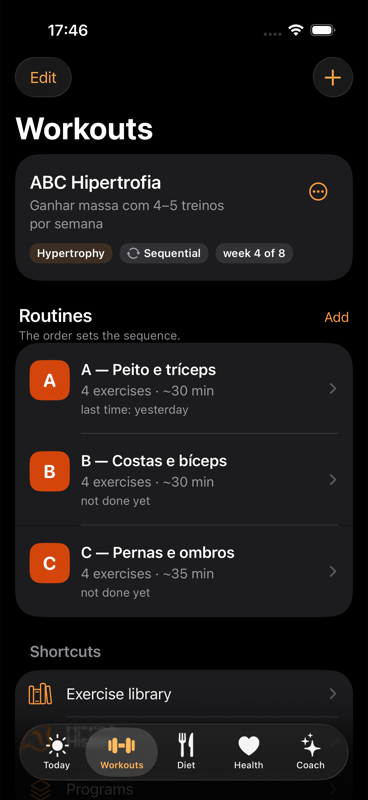 17:46
Edit
Workouts
ABC Hipertrofia
Ganhar massa com 4–5 treinos
por semana
Hypertrophy
Sequential
week 4 of 8
Routines
Add
The order sets the sequence.
A
A — Peito e tríceps
4 exercises · ~30 min
last time: yesterday
B
B — Costas e bíceps
4 exercises · ~30 min
not done yet
C
C — Pernas e ombros
4 exercises · ~35 min
not done yet
Shortcuts
Exercise library
Today
Workouts
Diet
Health
Coach
Programs